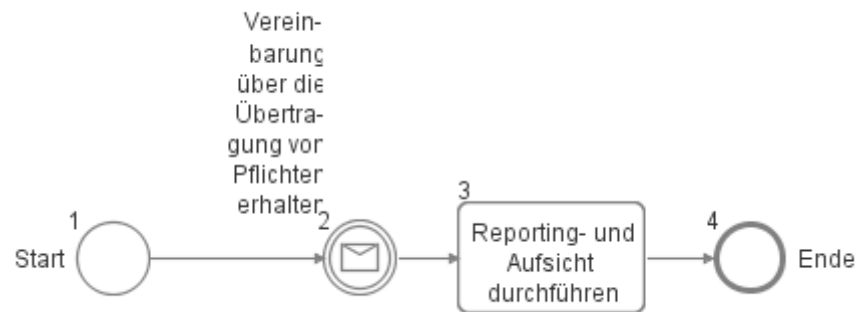 Verein-
barung
über die
Übertra-
gung von
Pflichten
erhalten
1
2
3
4
Start
Reporting- und
Aufsicht
durchführen
Ende